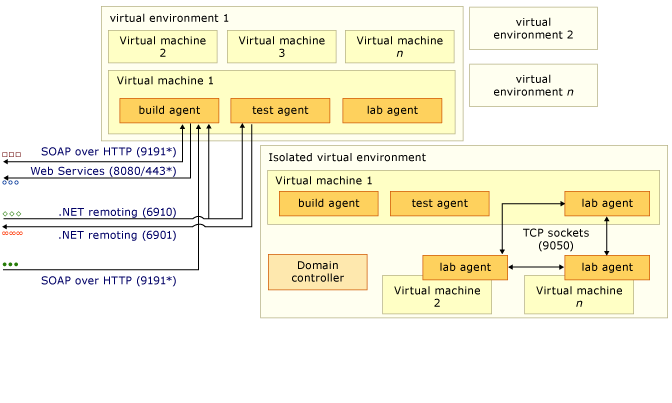 virtual environment 1
Virtual machine
2
Virtual machine
3
Virtual machine
n
virtual
environment 2
virtual
environment n
Virtual machine 1
build agent
test agent
lab agent
SOAP over HTTP (9191*)
Web Services (8080/443*)
.NET remoting (6910)
.NET remoting (6901)
SOAP over HTTP (9191*)
Isolated virtual environment
Virtual machine 1
build agent
test agent
lab agent
TCP sockets
(9050)
Domain
controller
lab agent
lab agent
Virtual machine
2
Virtual machine
n